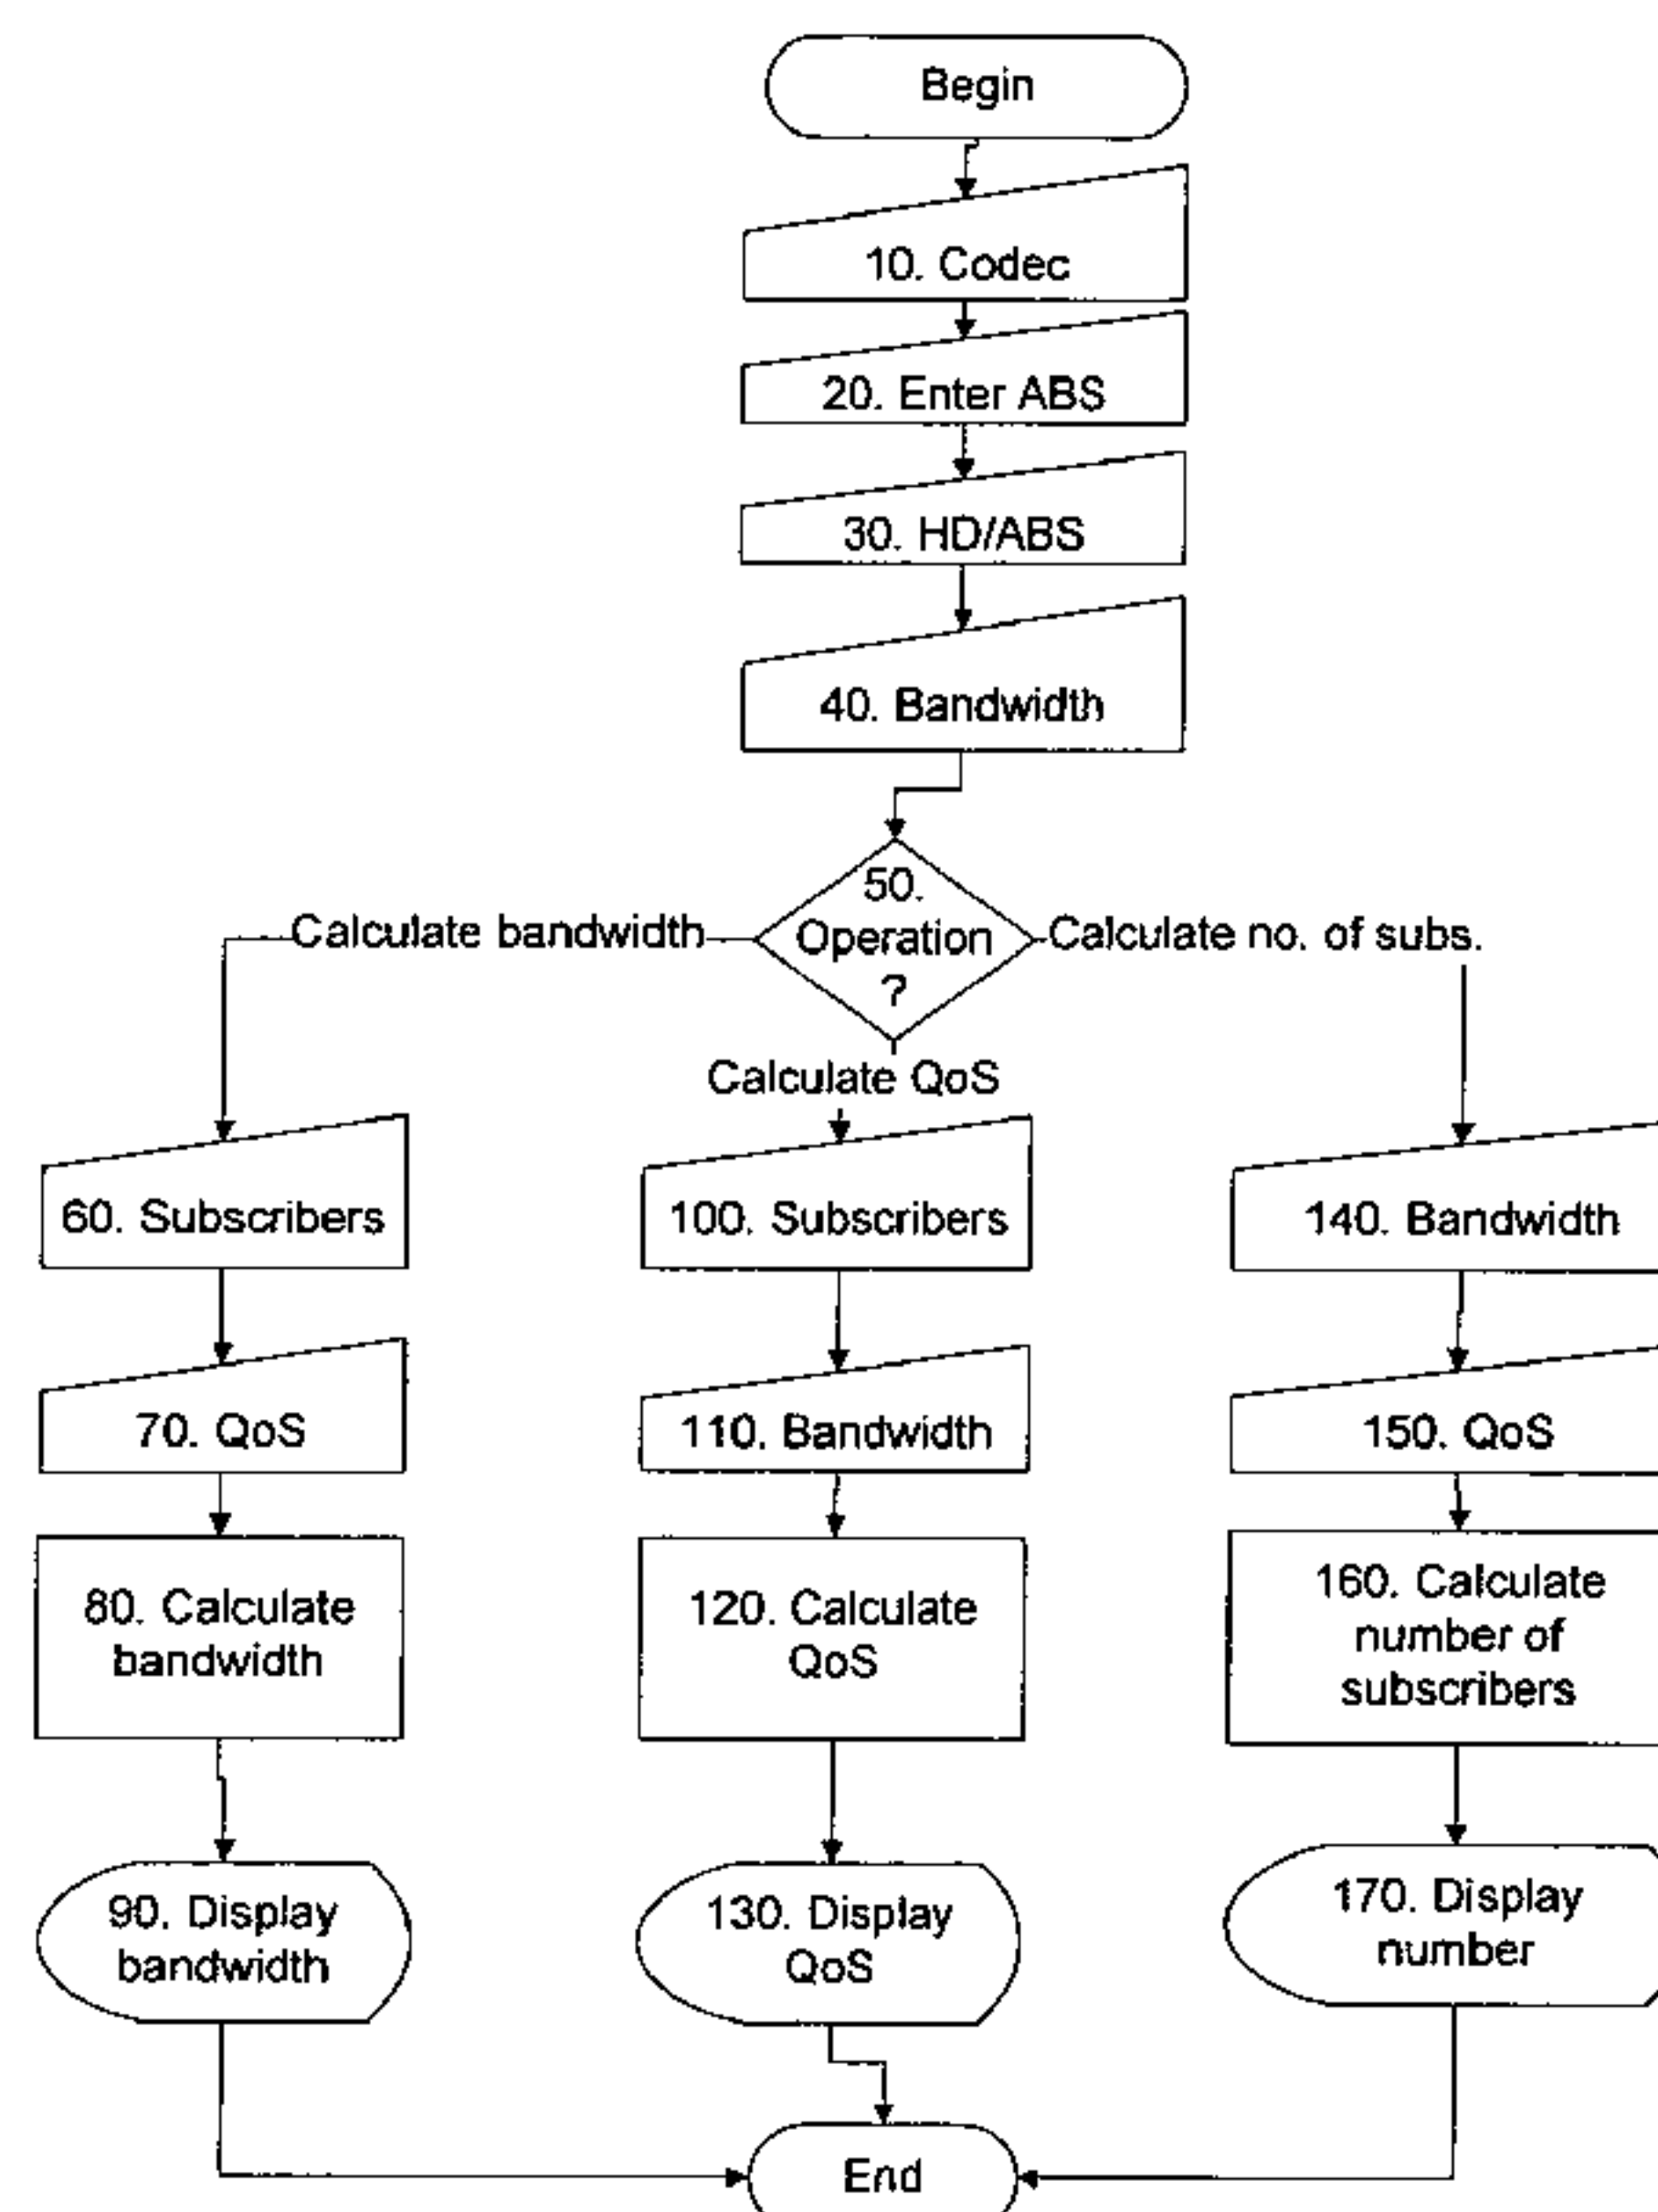 Begin
10. Codec
20. Enter ABS
30. HD/ABS
40. Bandwidth
50.
Operation
?
Calculate bandwidth
Calculate no. of subs.
Calculate QoS
60. Subscribers
70. QoS
80. Calculate
bandwidth
90. Display
bandwidth
100. Subscribers
110. Bandwidth
120. Calculate
QoS
130. Display
QoS
140. Bandwidth
150. QoS
160. Calculate
number of
subscribers
170. Display
number
End